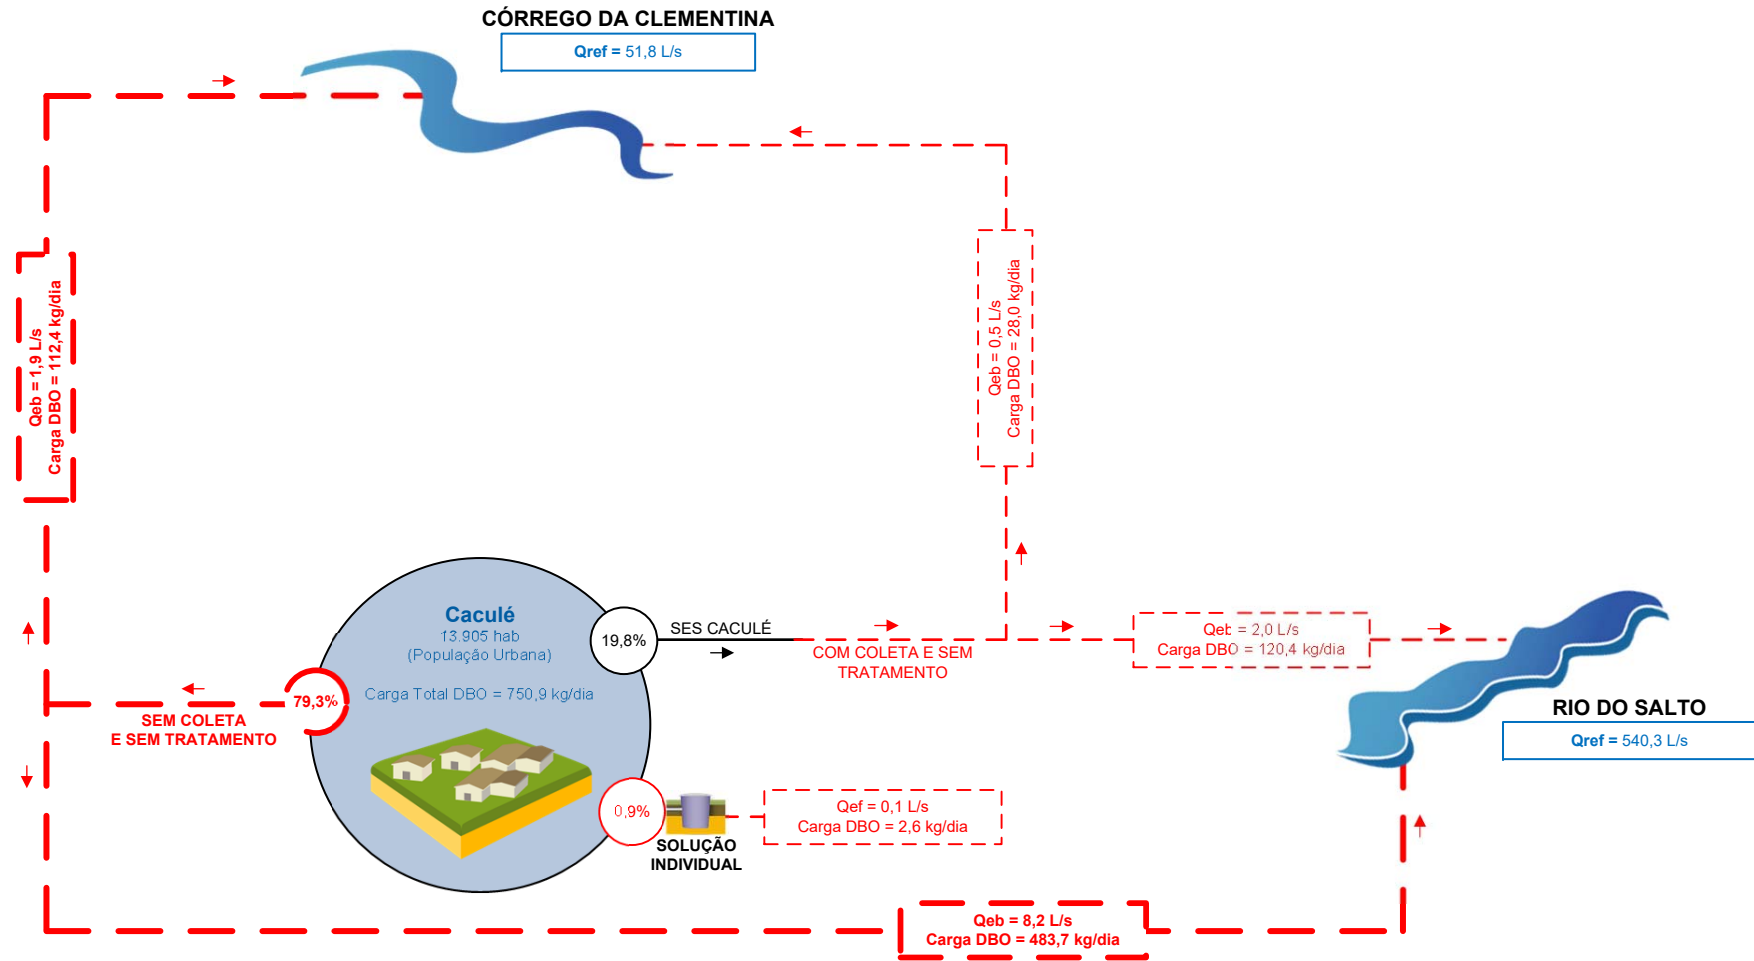 CÓRREGO DA CLEMENTINA
Qref = 51,8 L/s
Qeb = 1,9 L/s
Carga DBO = 112,4 kg/dia
Qeb = 0,5 L/s
Carga DBO = 28,0 kg/dia
Caculé
13.905 hab
(População Urbana)
Carga Total DBO = 750,9 kg/dia
19,8%
SES CACULÉ
COM COLETA E SEM
TRATAMENTO
Qeb = 2,0 L/s
Carga DBO = 120,4 kg/dia
79,3%
SEM COLETA
E SEM TRATAMENTO
RIO DO SALTO
Qref = 540,3 L/s
0,9%
SOLUÇÃO
INDIVIDUAL
Qef = 0,1 L/s
Carga DBO = 2,6 kg/dia
Qeb = 8,2 L/s
Carga DBO = 483,7 kg/dia